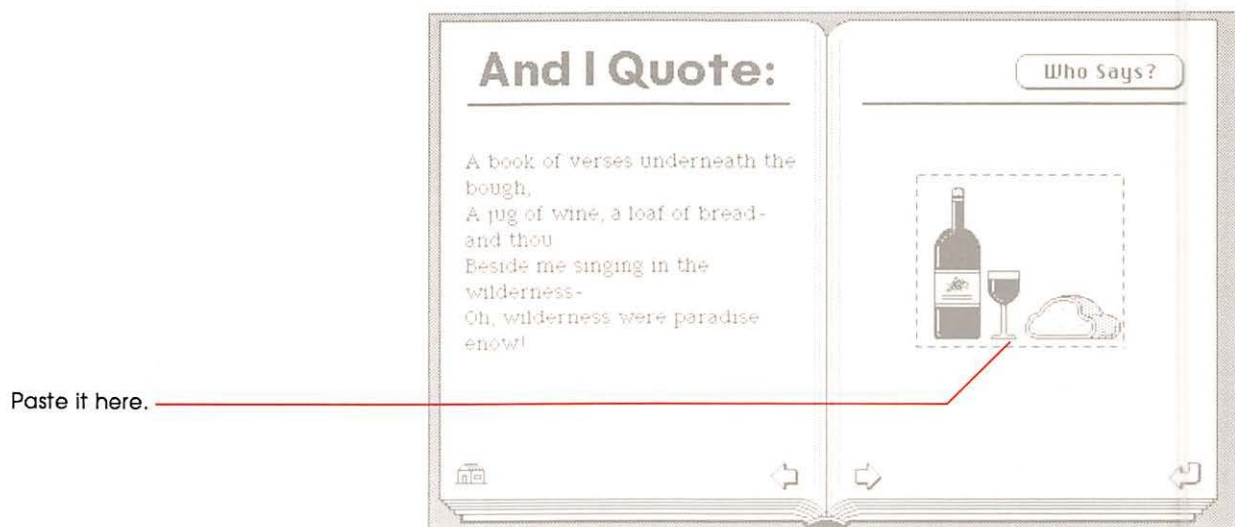 And I Quote:
Who Says?
A book of verses underneath the
bough,
A jug of wine, a loaf of bread-
and thou
Beside me singing in the
wilderness-
Oh, wilderness were paradise
enow!
Paste it here.